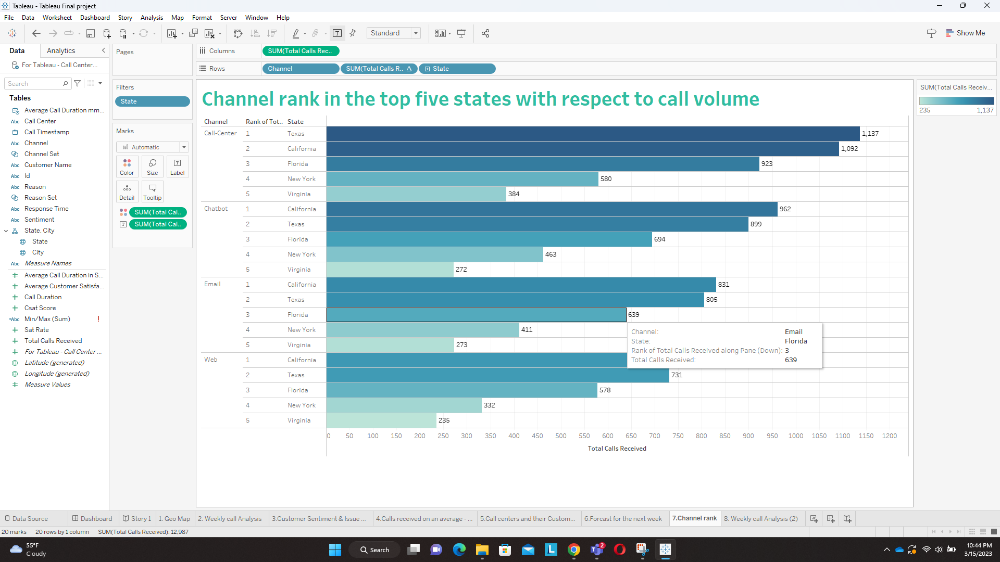 Tableau - Tableau Final project
File Data Worksheet Dashboard Story Analysis Map Format Server Window Help
Standard
Show Me
Data Analytics
For Tableau - Call Center...
Search
Tables
Average Call Duration mm...
Abc Call Center
Call Timestamp
Abc Channel
Channel Set
Abc Customer Name
Abc Id
Abc Reason
Reason Set
Abc Response Time
Abc Sentiment
State, City
State
City
Abc Measure Names
# Average Call Duration in S...
# Average Customer Satisfa...
# Call Duration
# Csat Score
=Abc Min/Max (Sum) !
# Sat Rate
# Total Calls Received
# For Tableau - Call Center ...
Latitude (generated)
Longitude (generated)
# Measure Values
Pages
Filters
State
Marks
Automatic
Color Size Label
Detail Tooltip
SUM(Total Cal..
SUM(Total Cal..
Columns SUM(Total Calls Rec..
Rows Channel SUM(Total Calls R.. State
Channel rank in the top five states with respect to call volume
Channel Rank of Tot.. State
Call-Center 1 Texas 1,137
2 California 1,092
3 Florida 923
4 New York 580
5 Virginia 384
Chatbot 1 California 962
2 Texas 899
3 Florida 694
4 New York 463
5 Virginia 272
Email 1 California 831
2 Texas 805
3 Florida 639
4 New York 411
5 Virginia 273
Web 1 California
2 Texas 731
3 Florida 578
4 New York 332
5 Virginia 235
Channel: Email
State: Florida
Rank of Total Calls Received along Pane (Down): 3
Total Calls Received: 639
0 50 100 150 200 250 300 350 400 450 500 550 600 650 700 750 800 850 900 950 1000 1050 1100 1150 1200
Total Calls Received
SUM(Total Calls Receiv...
235 1,137
Data Source Dashboard Story 1 1. Geo Map 2. Weekly call Analysis 3.Customer Sentiment & Issue ... 4.Calls received on an average - ... 5.Call centers and their Custom... 6.Forcast for the next week 7.Channel rank 8. Weekly call Analysis (2)
20 marks 20 rows by 1 column SUM(Total Calls Received): 12,987
55°F
Cloudy
Search
L
T
2
10:44 PM
3/15/2023